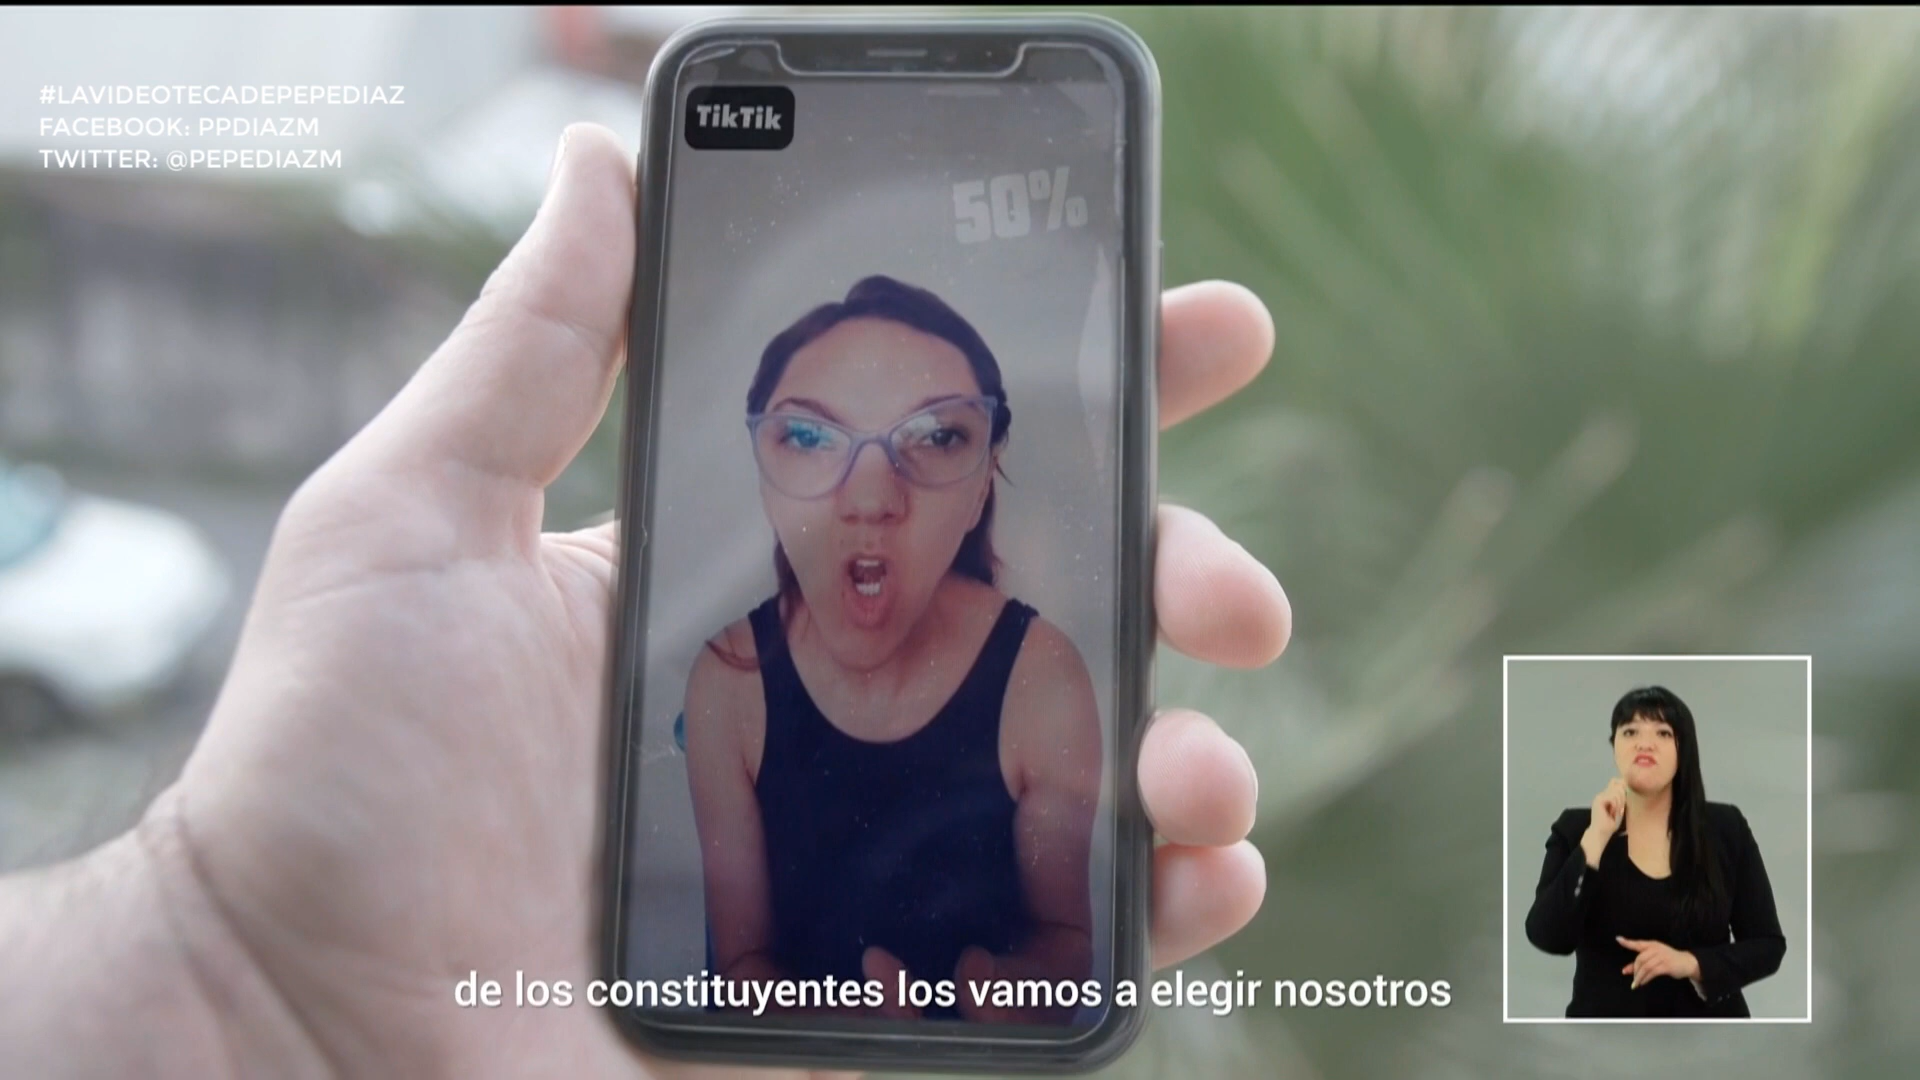 #LAVIDEOTECADEPEPEDIAZ
FACEBOOK: PPDIAZM
TWITTER: @PEPEDIAZM
TikTik
50%
de los constituyentes los vamos a elegir nosotros